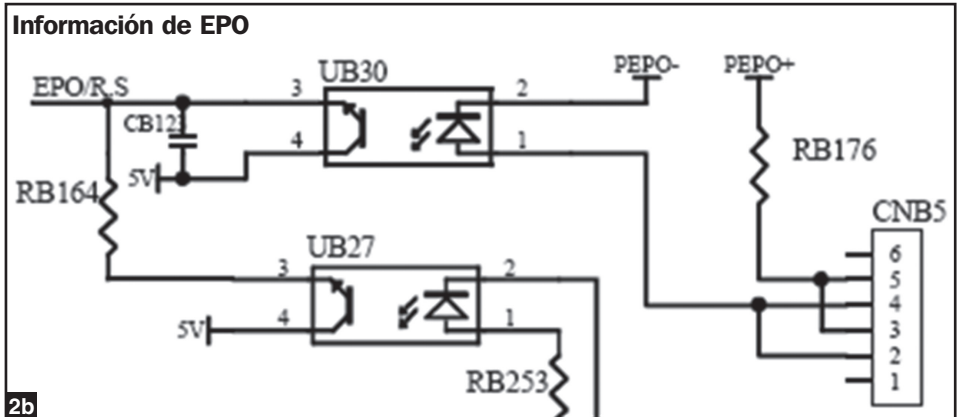 Información de EPO
UB30
PEPO-
PEPO+
EPO/R.S
3
2
CB123
4
1
RB176
5V
RB164
CNB5
UB27
6
3
2
5
4
5V
4
1
3
2
RB253
1
2b